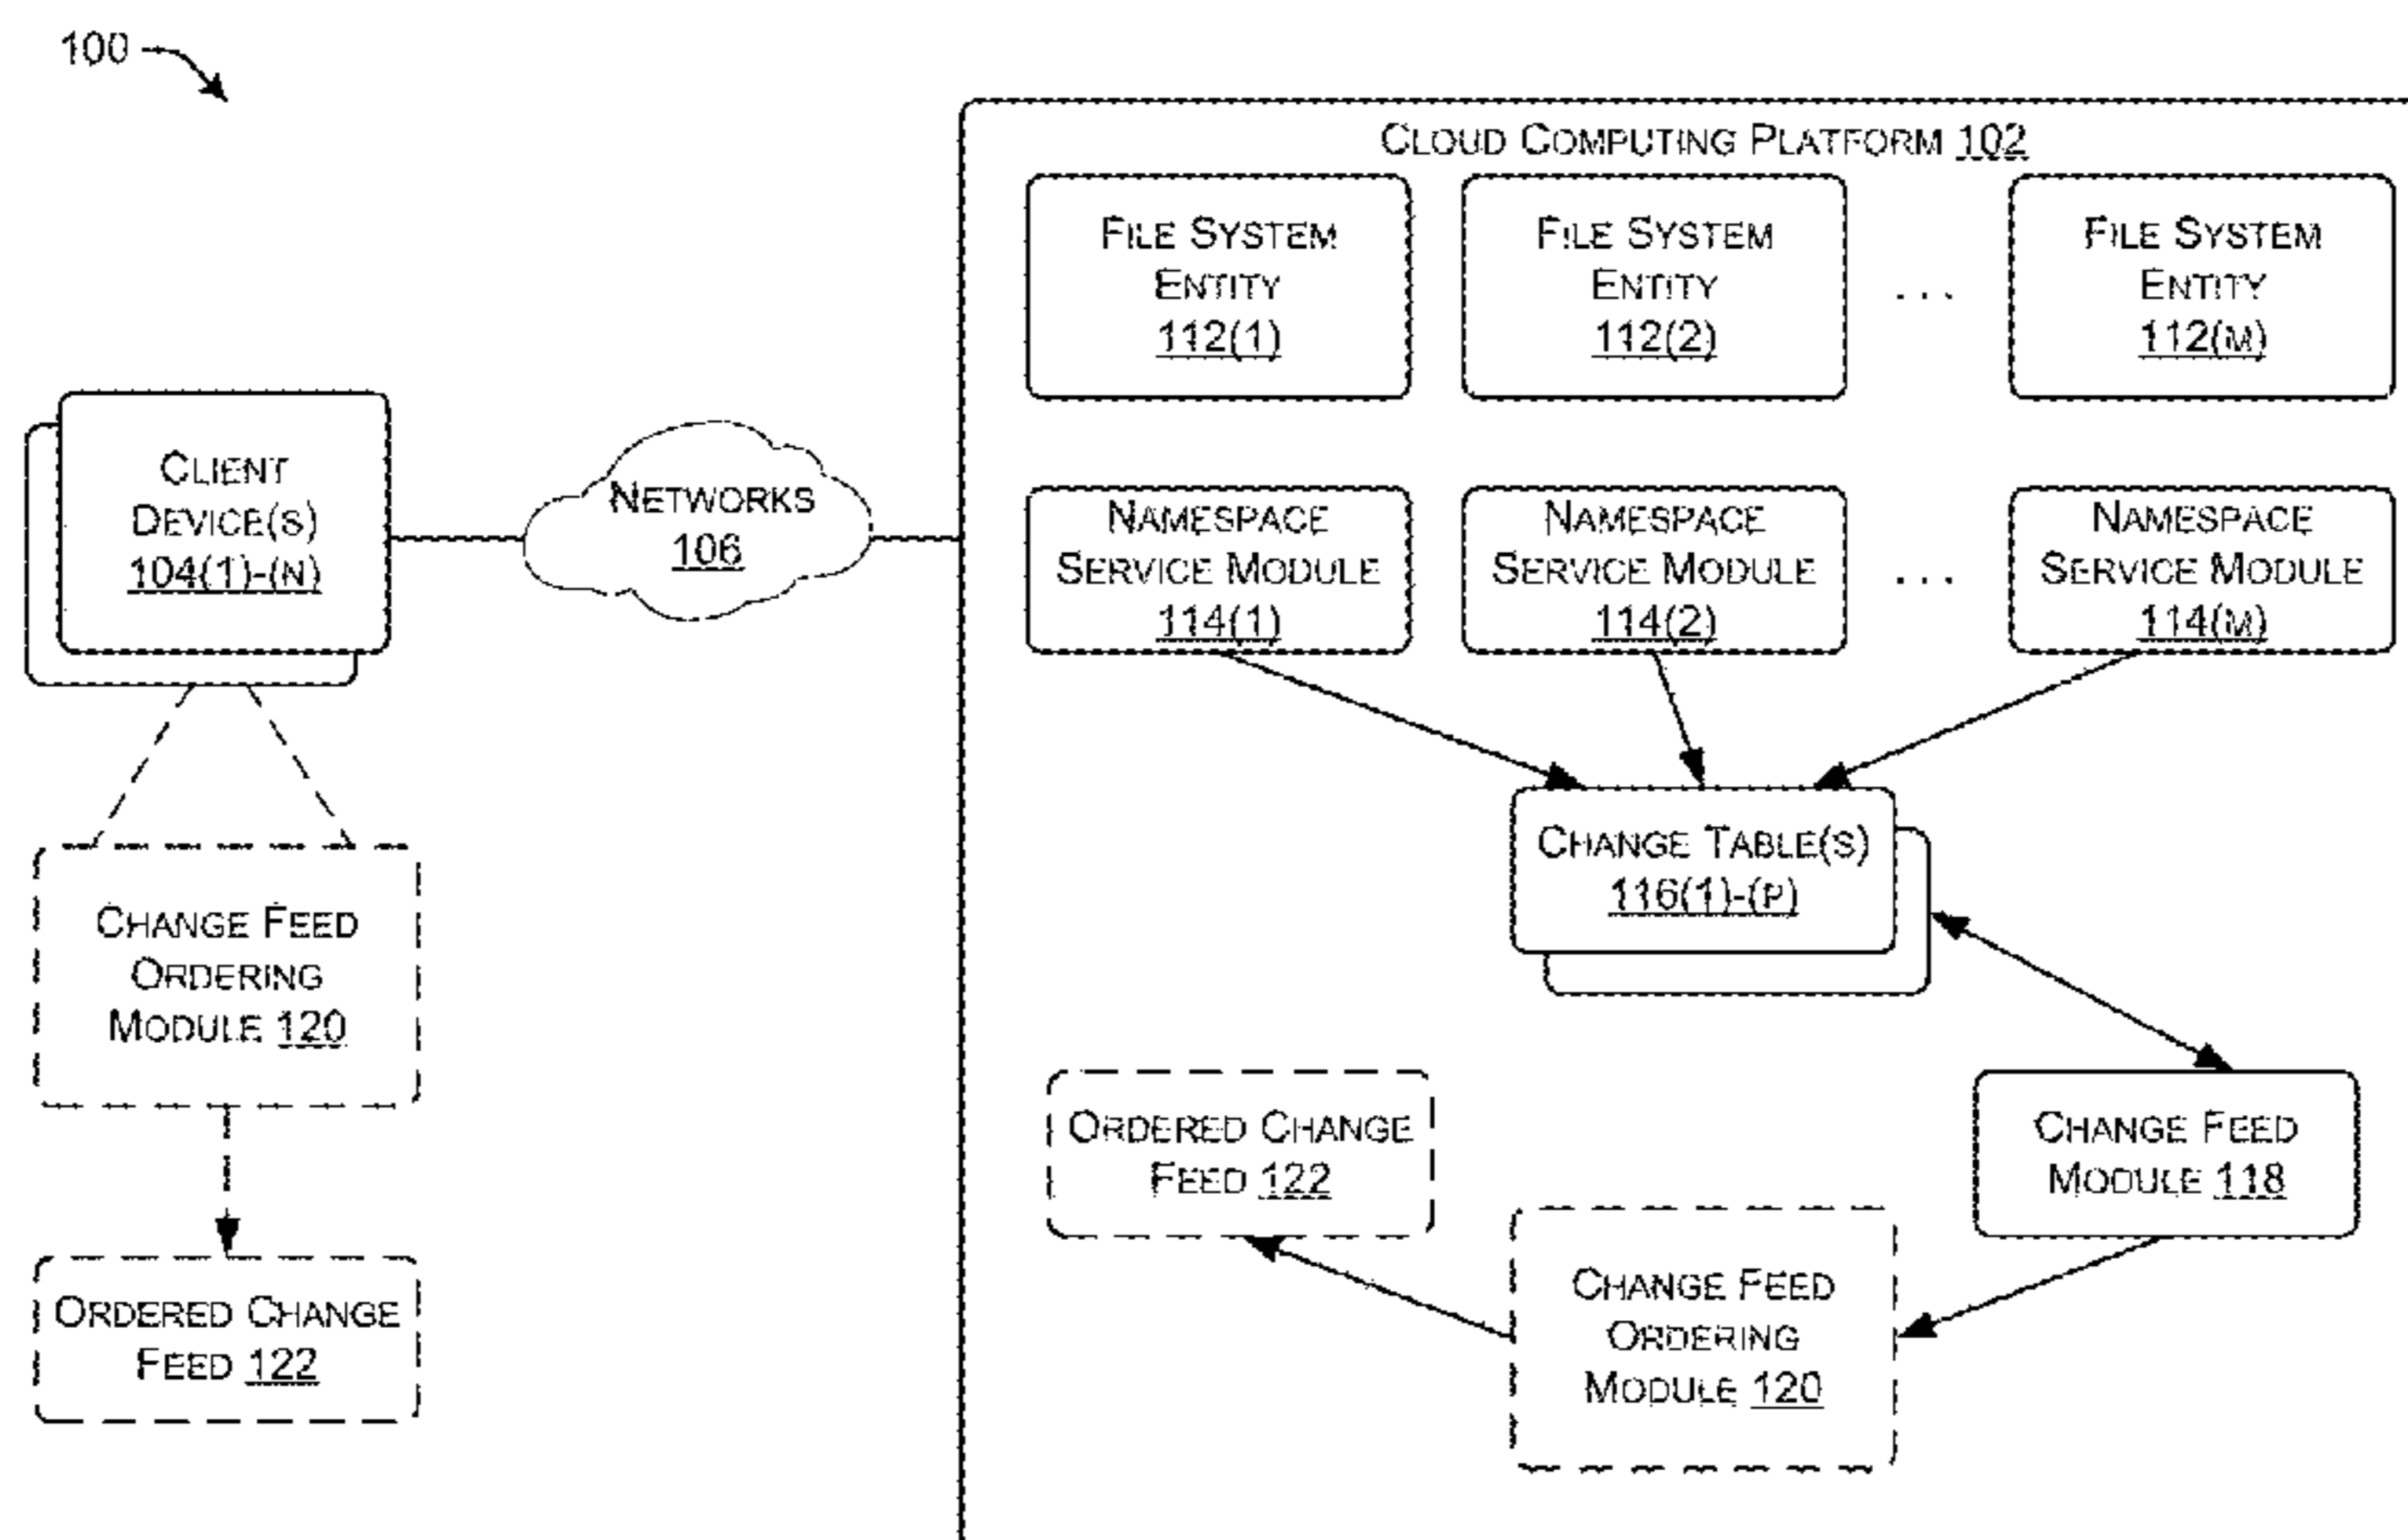 100
CLOUD COMPUTING PLATFORM 102
FILE SYSTEM
ENTITY
112(1)
FILE SYSTEM
ENTITY
112(2)
...
FILE SYSTEM
ENTITY
112(M)
CLIENT
DEVICE(S)
104(1)-(N)
NETWORKS
106
NAMESPACE
SERVICE MODULE
114(1)
NAMESPACE
SERVICE MODULE
114(2)
...
NAMESPACE
SERVICE MODULE
114(M)
CHANGE TABLE(S)
116(1)-(P)
CHANGE FEED
ORDERING
MODULE 120
ORDERED CHANGE
FEED 122
ORDERED CHANGE
FEED 122
CHANGE FEED
MODULE 118
CHANGE FEED
ORDERING
MODULE 120